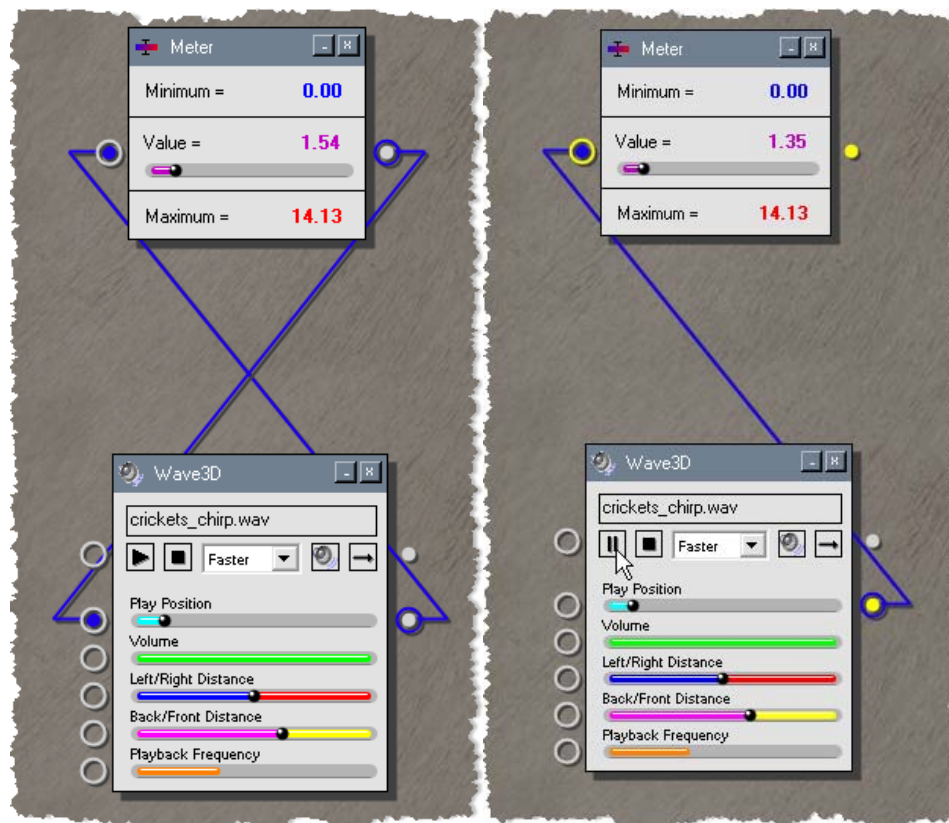 Meter
Minimum = 0.00
Value = 1.54
Maximum = 14.13
Wave3D
crickets_chirp.wav
Faster
Play Position
Volume
Left/Right Distance
Back/Front Distance
Playback Frequency
Meter
Minimum = 0.00
Value = 1.35
Maximum = 14.13
Wave3D
crickets_chirp.wav
Faster
Play Position
Volume
Left/Right Distance
Back/Front Distance
Playback Frequency